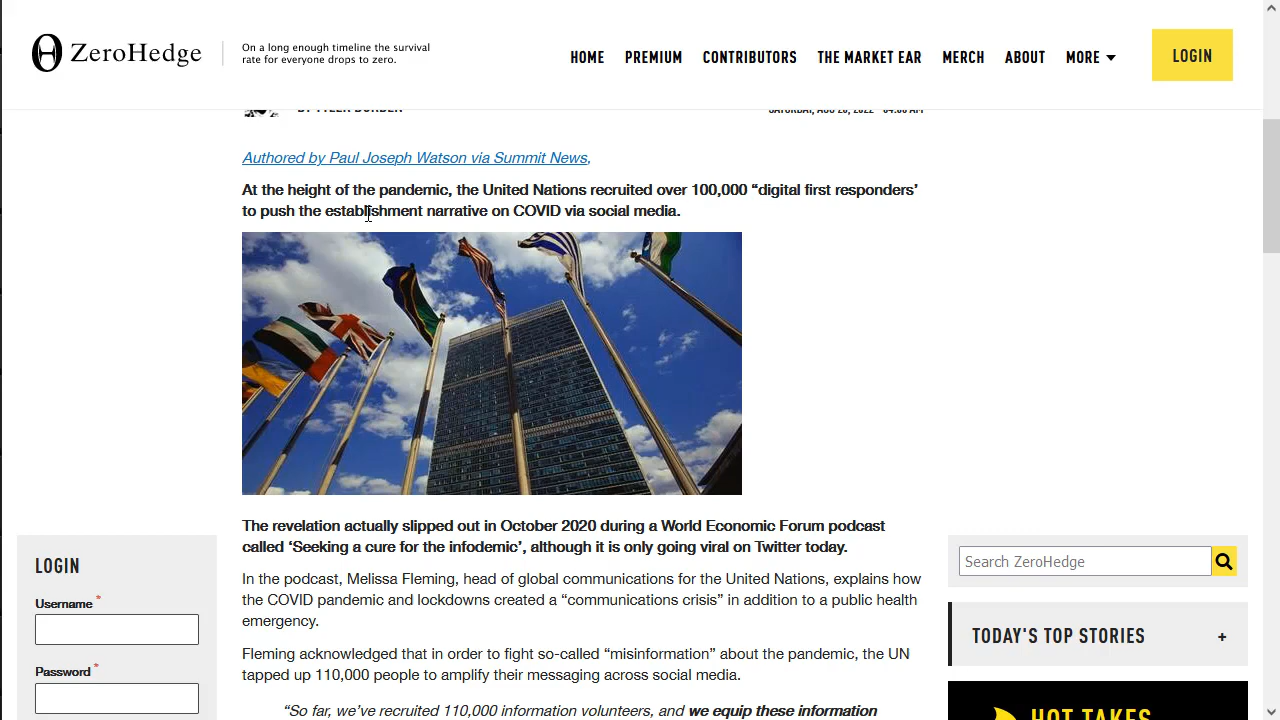 ZeroHedge
On a long enough timeline the survival
rate for everyone drops to zero.
HOME PREMIUM CONTRIBUTORS THE MARKET EAR MERCH ABOUT MORE
LOGIN
BY TYLER DURDEN
SATURDAY, AUG 20, 2022
Authored by Paul Joseph Watson via Summit News,
At the height of the pandemic, the United Nations recruited over 100,000 “digital first responders’
to push the establishment narrative on COVID via social media.
The revelation actually slipped out in October 2020 during a World Economic Forum podcast
called ‘Seeking a cure for the infodemic’, although it is only going viral on Twitter today.
In the podcast, Melissa Fleming, head of global communications for the United Nations, explains how
the COVID pandemic and lockdowns created a “communications crisis” in addition to a public health
emergency.
Fleming acknowledged that in order to fight so-called “misinformation” about the pandemic, the UN
tapped up 110,000 people to amplify their messaging across social media.
“So far, we’ve recruited 110,000 information volunteers, and we equip these information
LOGIN
Username *
Password *
Search ZeroHedge
TODAY'S TOP STORIES +
HOT TAKES